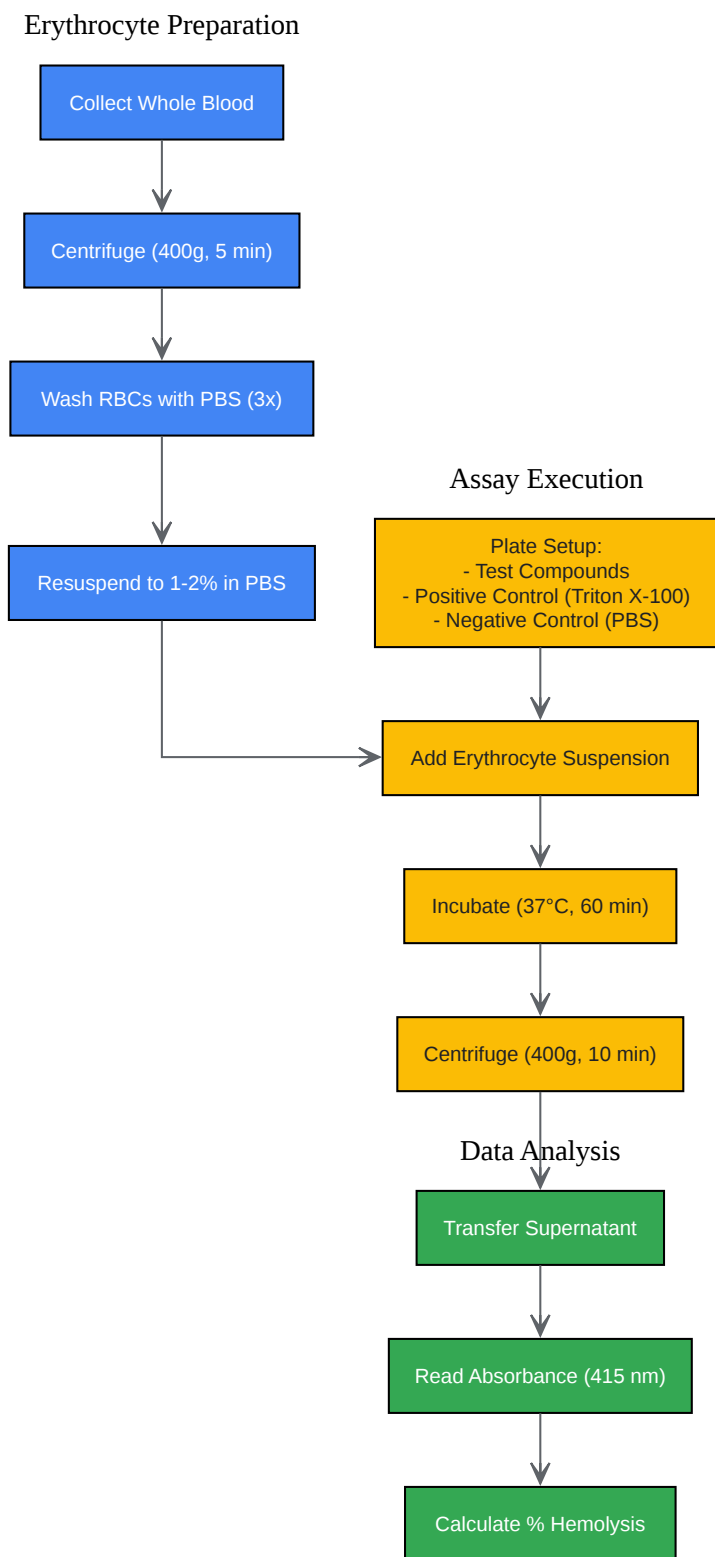 Erythrocyte Preparation
Collect Whole Blood
Centrifuge (400g, 5 min)
Wash RBCs with PBS (3x)
Resuspend to 1-2% in PBS
Assay Execution
Plate Setup:
- Test Compounds
- Positive Control (Triton X-100)
- Negative Control (PBS)
Add Erythrocyte Suspension
Incubate (37°C, 60 min)
Centrifuge (400g, 10 min)
Data Analysis
Transfer Supernatant
Read Absorbance (415 nm)
Calculate % Hemolysis